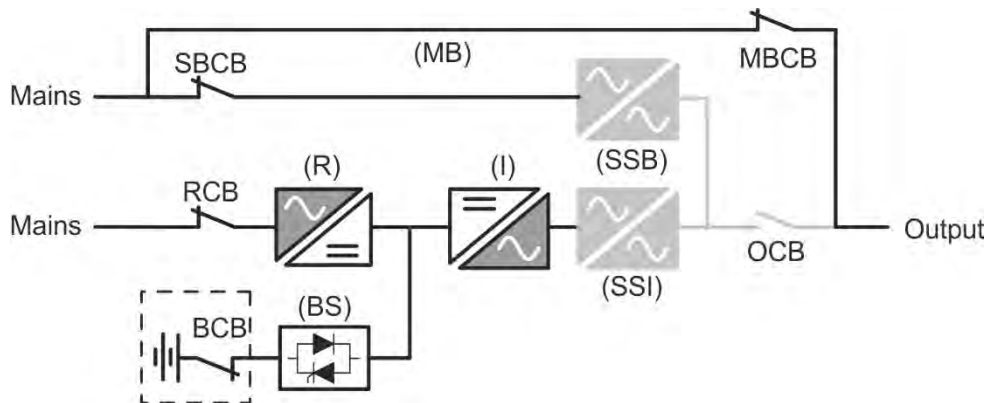 (MB)
MBCB
SBCB
Mains
(SSB)
(R)
(I)
RCB
Mains
Output
OCB
(SSI)
(BS)
BCB